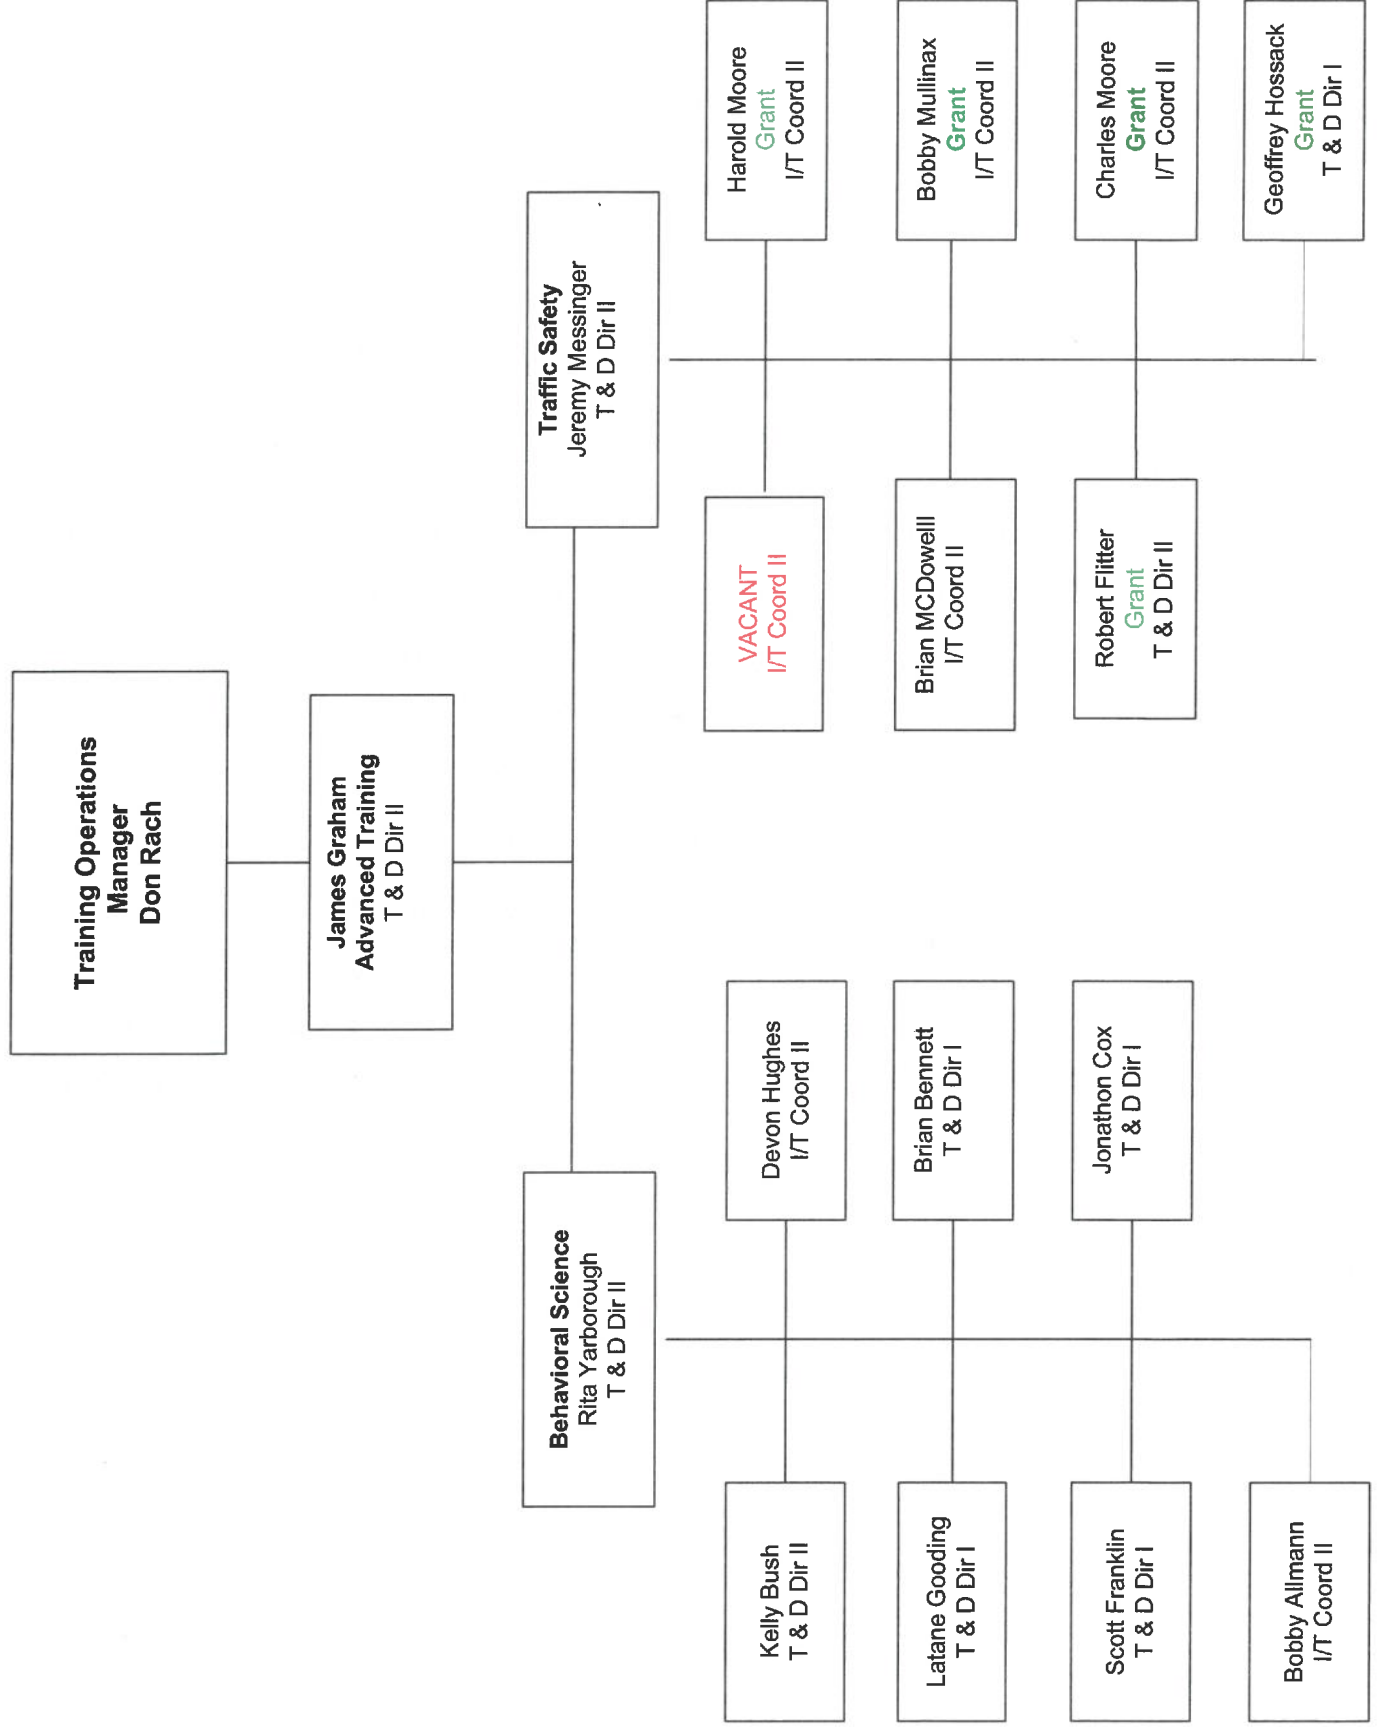 Training Operations
Manager
Don Rach
James Graham
Advanced Training
T & D Dir II
Behavioral Science
Rita Yarborough
T & D Dir II
Traffic Safety
Jeremy Messinger
T & D Dir II
Kelly Bush
T & D Dir II
Devon Hughes
I/T Coord II
Latane Gooding
T & D Dir I
Brian Bennett
T & D Dir I
Scott Franklin
T & D Dir I
Jonathon Cox
T & D Dir I
Bobby Allmann
I/T Coord II
VACANT
I/T Coord II
Harold Moore
Grant
I/T Coord II
Brian MCDowelll
I/T Coord II
Bobby Mullinax
Grant
I/T Coord II
Robert Flitter
Grant
T & D Dir II
Charles Moore
Grant
I/T Coord II
Geoffrey Hossack
Grant
T & D Dir I